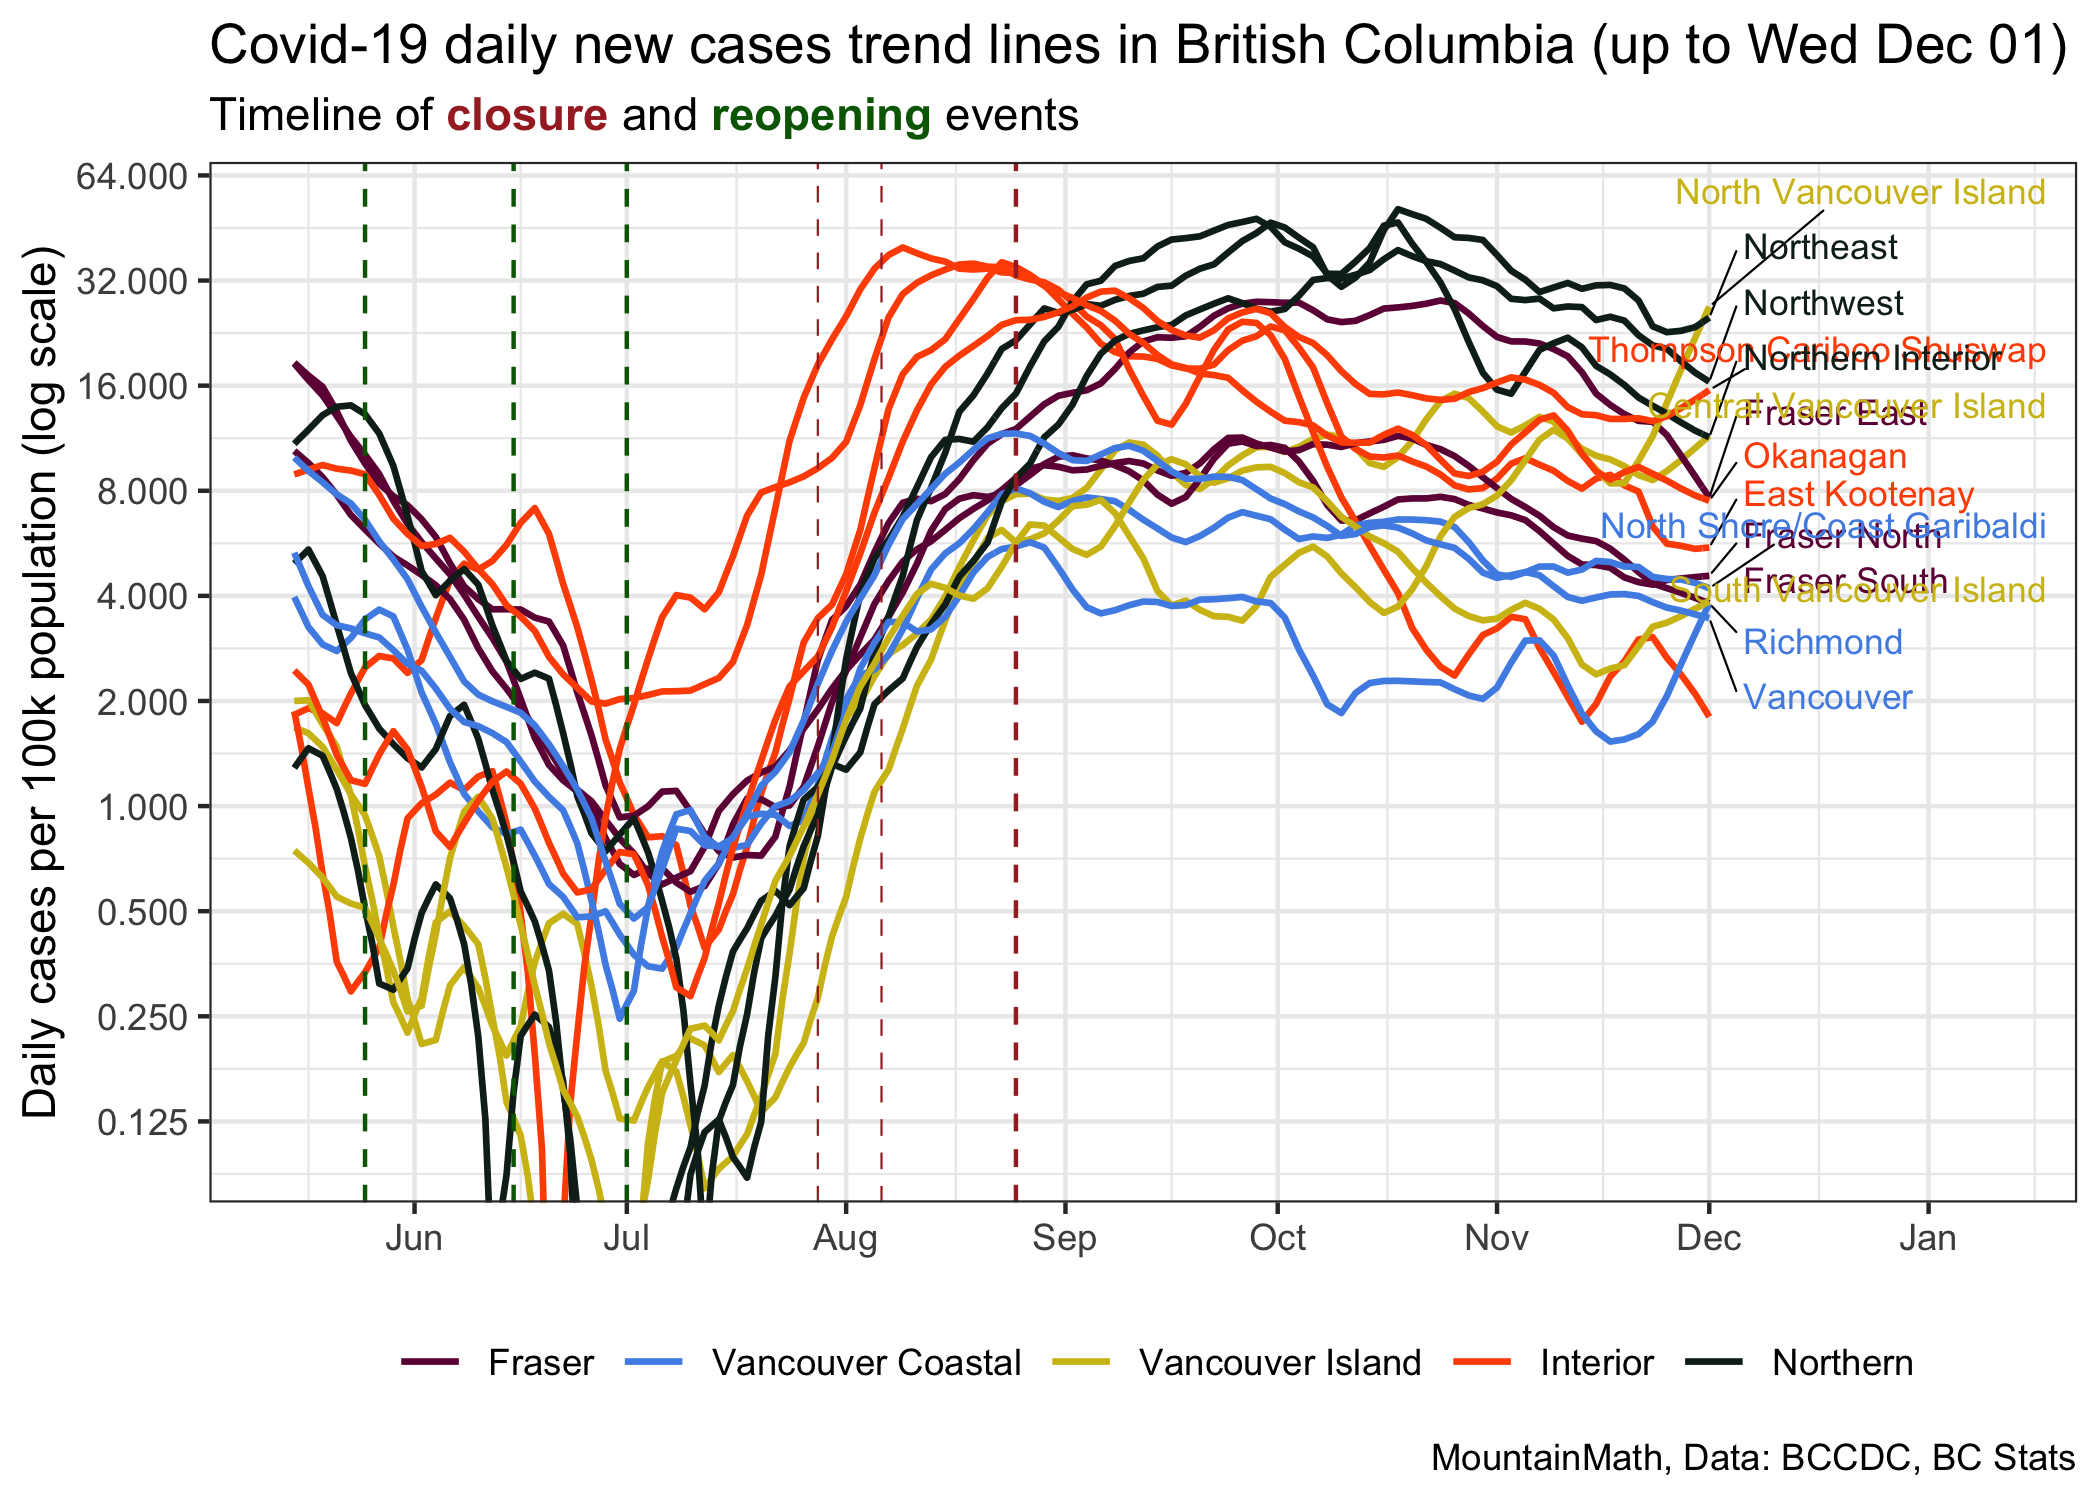 Covid-19 daily new cases trend lines in British Columbia (up to Wed Dec 01)
Timeline of closure and reopening events
Daily cases per 100k population (log scale)
64.000
32.000
16.000
8.000
4.000
2.000
1.000
0.500
0.250
0.125
North Vancouver Island
Northeast
Northwest
Thompson Cariboo Shuswap
Northern Interior
Central Vancouver Island
Fraser East
Okanagan
East Kootenay
North Shore/Coast Garibaldi
Fraser North
Fraser South
South Vancouver Island
Richmond
Vancouver
Jun Jul Aug Sep Oct Nov Dec Jan
Fraser Vancouver Coastal Vancouver Island Interior Northern
MountainMath, Data: BCCDC, BC Stats